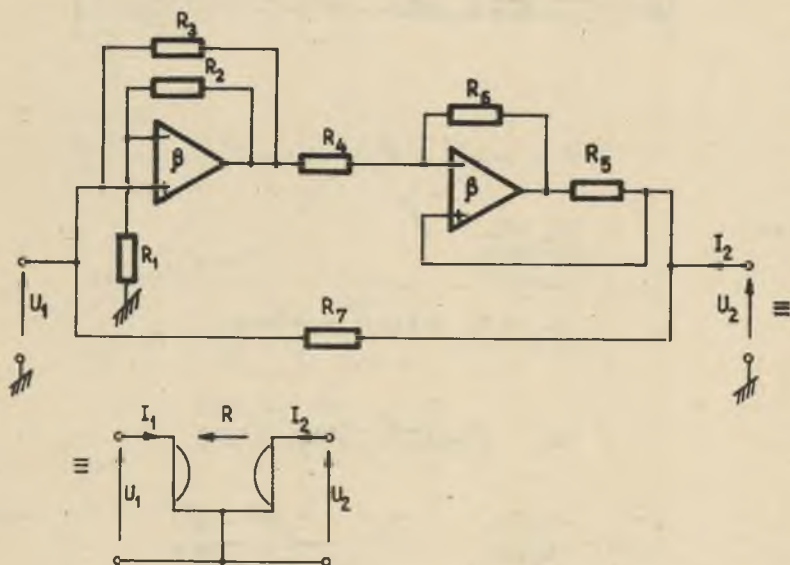 R₃
R₂
β
R₄
R₆
β
R₅
R₁
U₁
R₇
I₂
U₂
≡
≡
I₁
R
I₂
U₁
U₂